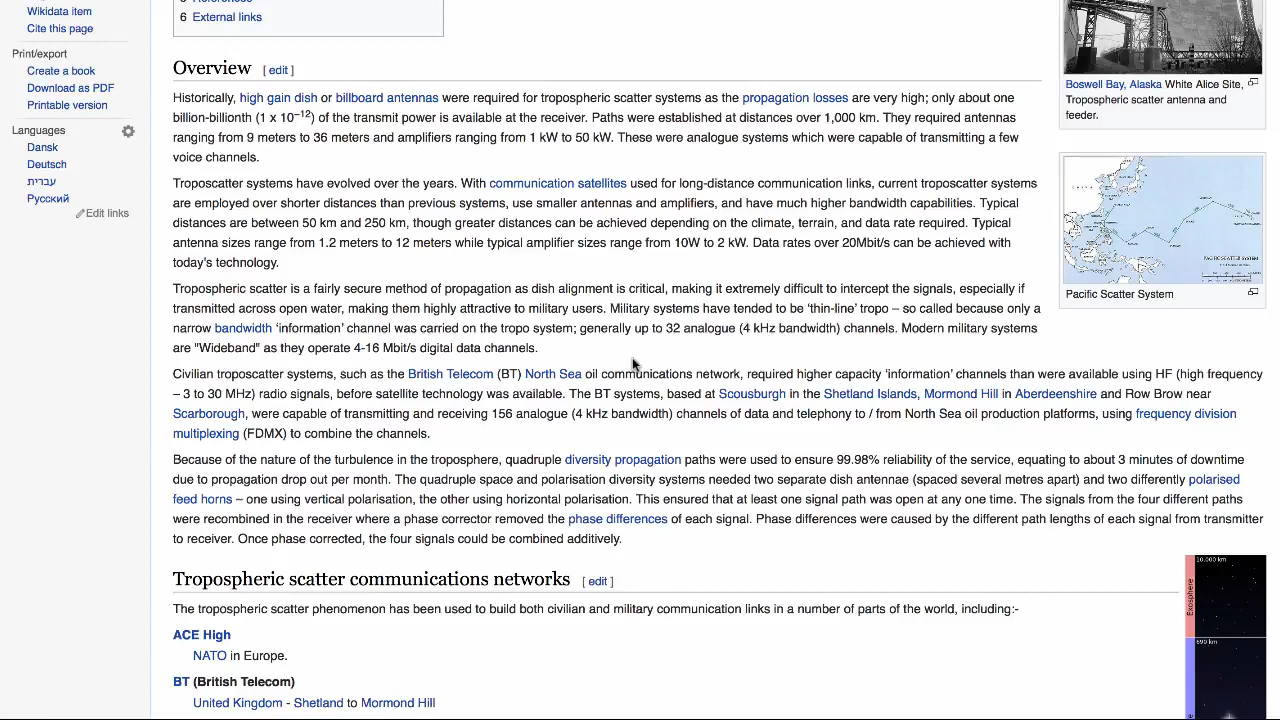 Wikidata item
Cite this page
Print/export
Create a book
Download as PDF
Printable version
Languages
Dansk
Deutsch
עברית
Русский
Edit links
6 External links
Overview [ edit ]
Historically, high gain dish or billboard antennas were required for tropospheric scatter systems as the propagation losses are very high; only about one
billion-billionth (1 x 10−12) of the transmit power is available at the receiver. Paths were established at distances over 1,000 km. They required antennas
ranging from 9 meters to 36 meters and amplifiers ranging from 1 kW to 50 kW. These were analogue systems which were capable of transmitting a few
voice channels.
Troposcatter systems have evolved over the years. With communication satellites used for long-distance communication links, current troposcatter systems
are employed over shorter distances than previous systems, use smaller antennas and amplifiers, and have much higher bandwidth capabilities. Typical
distances are between 50 km and 250 km, though greater distances can be achieved depending on the climate, terrain, and data rate required. Typical
antenna sizes range from 1.2 meters to 12 meters while typical amplifier sizes range from 10W to 2 kW. Data rates over 20Mbit/s can be achieved with
today's technology.
Tropospheric scatter is a fairly secure method of propagation as dish alignment is critical, making it extremely difficult to intercept the signals, especially if
transmitted across open water, making them highly attractive to military users. Military systems have tended to be ‘thin-line’ tropo – so called because only a
narrow bandwidth ‘information’ channel was carried on the tropo system; generally up to 32 analogue (4 kHz bandwidth) channels. Modern military systems
are "Wideband" as they operate 4-16 Mbit/s digital data channels.
Civilian troposcatter systems, such as the British Telecom (BT) North Sea oil communications network, required higher capacity ‘information’ channels than were available using HF (high frequency
– 3 to 30 MHz) radio signals, before satellite technology was available. The BT systems, based at Scousburgh in the Shetland Islands, Mormond Hill in Aberdeenshire and Row Brow near
Scarborough, were capable of transmitting and receiving 156 analogue (4 kHz bandwidth) channels of data and telephony to / from North Sea oil production platforms, using frequency division
multiplexing (FDMX) to combine the channels.
Because of the nature of the turbulence in the troposphere, quadruple diversity propagation paths were used to ensure 99.98% reliability of the service, equating to about 3 minutes of downtime
due to propagation drop out per month. The quadruple space and polarisation diversity systems needed two separate dish antennae (spaced several metres apart) and two differently polarised
feed horns – one using vertical polarisation, the other using horizontal polarisation. This ensured that at least one signal path was open at any one time. The signals from the four different paths
were recombined in the receiver where a phase corrector removed the phase differences of each signal. Phase differences were caused by the different path lengths of each signal from transmitter
to receiver. Once phase corrected, the four signals could be combined additively.
Tropospheric scatter communications networks [ edit ]
The tropospheric scatter phenomenon has been used to build both civilian and military communication links in a number of parts of the world, including:-
ACE High
NATO in Europe.
BT (British Telecom)
United Kingdom - Shetland to Mormond Hill
Boswell Bay, Alaska White Alice Site,
Tropospheric scatter antenna and
feeder.
PACIFIC SCATTER SYSTEM
Pacific Scatter System
10,000 km
Exosphere
690 km